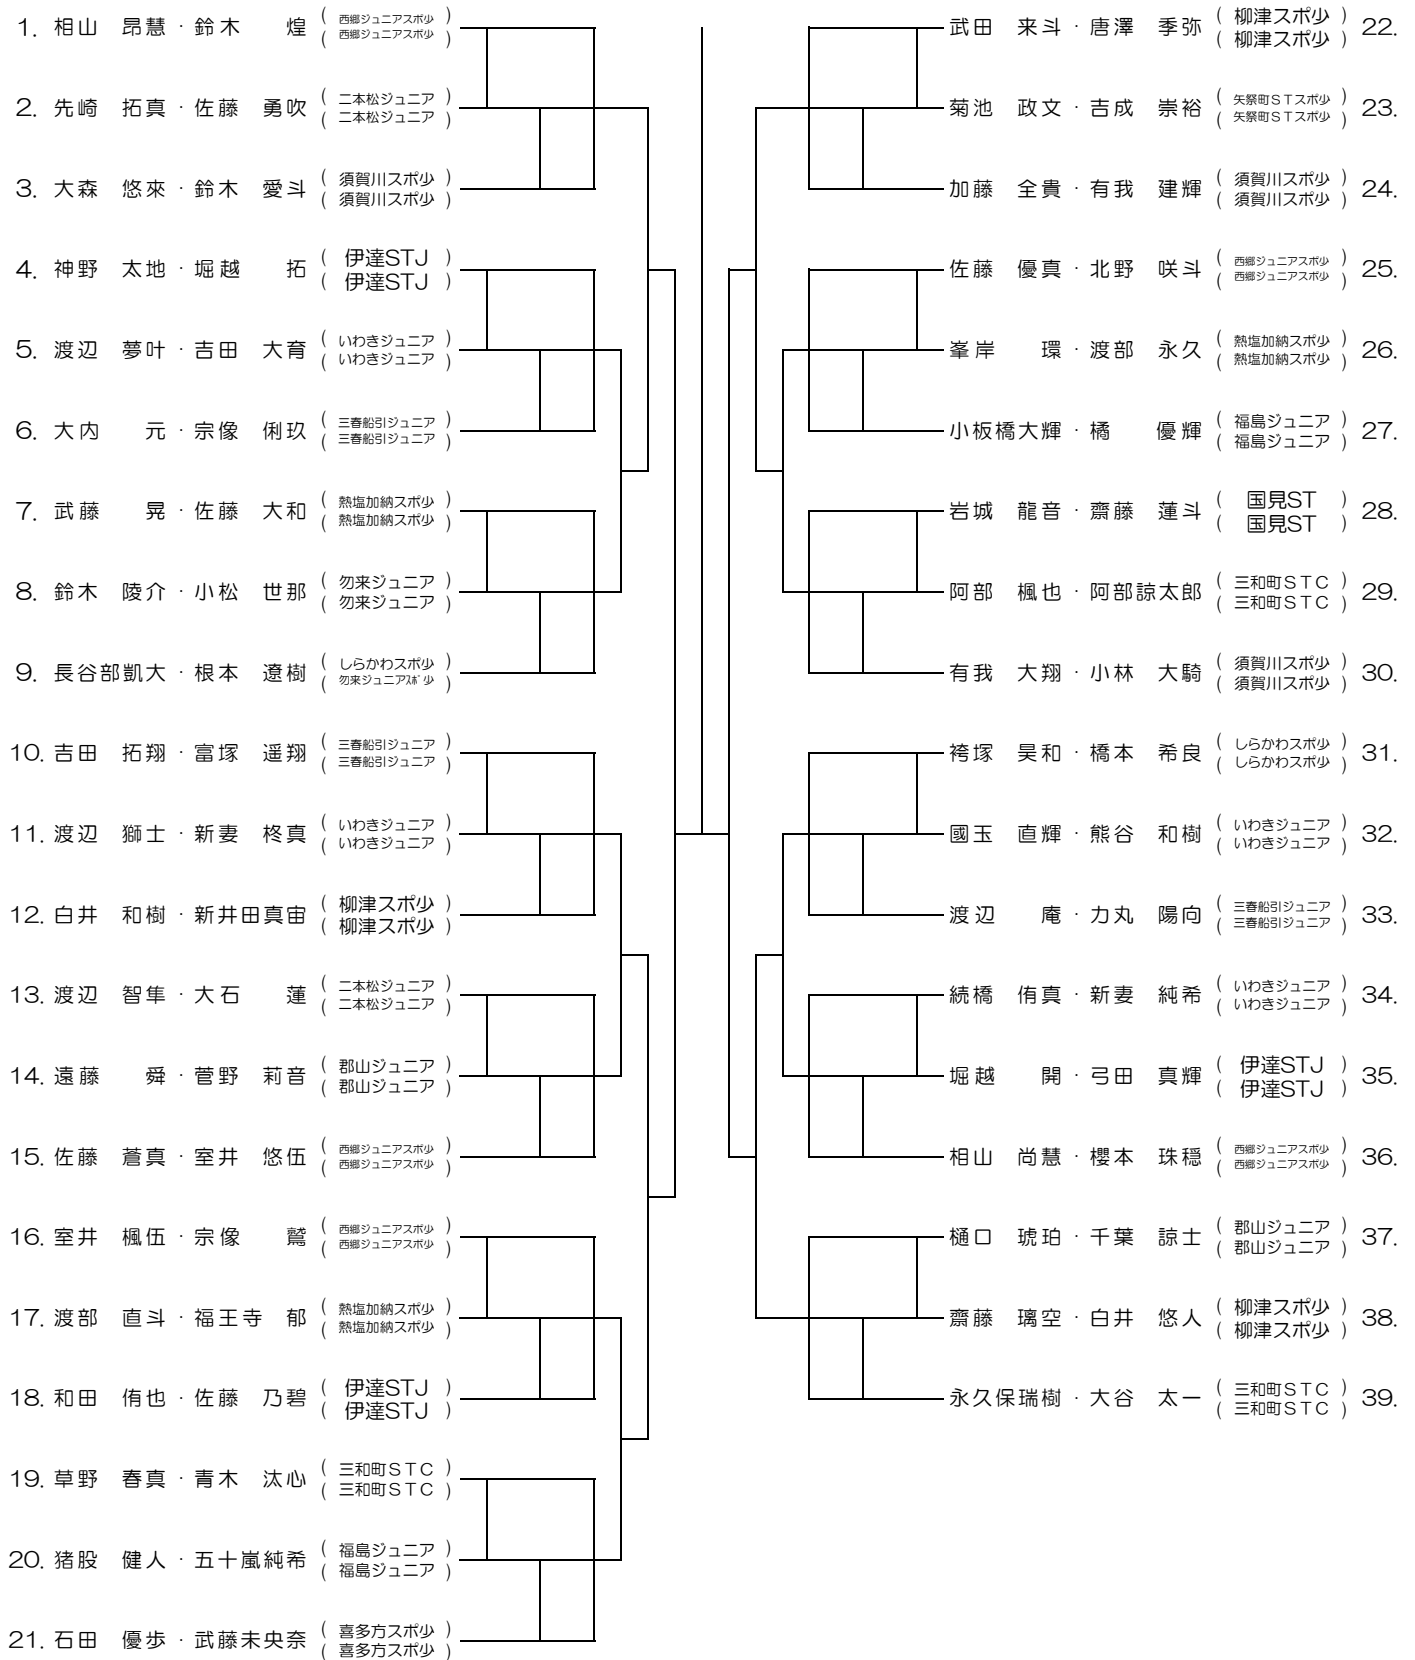 1. 相山 昂慧・鈴木 煌 ( 西郷ジュニアスポ少 )
( 西郷ジュニアスポ少 )
2. 先崎 拓真・佐藤 勇吹 ( 二本松ジュニア )
( 二本松ジュニア )
3. 大森 悠來・鈴木 愛斗 ( 須賀川スポ少 )
( 須賀川スポ少 )
4. 神野 太地・堀越 拓 ( 伊達STJ )
( 伊達STJ )
5. 渡辺 夢叶・吉田 大育 ( いわきジュニア )
( いわきジュニア )
6. 大内 元・宗像 俐玖 ( 三春船引ジュニア )
( 三春船引ジュニア )
7. 武藤 晃・佐藤 大和 ( 熱塩加納スポ少 )
( 熱塩加納スポ少 )
8. 鈴木 陵介・小松 世那 ( 勿来ジュニア )
( 勿来ジュニア )
9. 長谷部凱大・根本 遼樹 ( しらかわスポ少 )
( 勿来ジュニアスポ少 )
10. 吉田 拓翔・富塚 遥翔 ( 三春船引ジュニア )
( 三春船引ジュニア )
11. 渡辺 獅士・新妻 柊真 ( いわきジュニア )
( いわきジュニア )
12. 白井 和樹・新井田真宙 ( 柳津スポ少 )
( 柳津スポ少 )
13. 渡辺 智隼・大石 蓮 ( 二本松ジュニア )
( 二本松ジュニア )
14. 遠藤 舜・菅野 莉音 ( 郡山ジュニア )
( 郡山ジュニア )
15. 佐藤 蒼真・室井 悠伍 ( 西郷ジュニアスポ少 )
( 西郷ジュニアスポ少 )
16. 室井 楓伍・宗像 鷲 ( 西郷ジュニアスポ少 )
( 西郷ジュニアスポ少 )
17. 渡部 直斗・福王寺 郁 ( 熱塩加納スポ少 )
( 熱塩加納スポ少 )
18. 和田 侑也・佐藤 乃碧 ( 伊達STJ )
( 伊達STJ )
19. 草野 春真・青木 汰心 ( 三和町STC )
( 三和町STC )
20. 猪股 健人・五十嵐純希 ( 福島ジュニア )
( 福島ジュニア )
21. 石田 優歩・武藤未央奈 ( 喜多方スポ少 )
( 喜多方スポ少 )
武田 来斗・唐澤 季弥 ( 柳津スポ少 ) 22.
( 柳津スポ少 )
菊池 政文・吉成 崇裕 ( 矢祭町STスポ少 ) 23.
( 矢祭町STスポ少 )
加藤 全貴・有我 建輝 ( 須賀川スポ少 ) 24.
( 須賀川スポ少 )
佐藤 優真・北野 咲斗 ( 西郷ジュニアスポ少 ) 25.
( 西郷ジュニアスポ少 )
峯岸 環・渡部 永久 ( 熱塩加納スポ少 ) 26.
( 熱塩加納スポ少 )
小板橋大輝・橘 優輝 ( 福島ジュニア ) 27.
( 福島ジュニア )
岩城 龍音・齋藤 蓮斗 ( 国見ST ) 28.
( 国見ST )
阿部 楓也・阿部諒太郎 ( 三和町STC ) 29.
( 三和町STC )
有我 大翔・小林 大騎 ( 須賀川スポ少 ) 30.
( 須賀川スポ少 )
袴塚 昊和・橋本 希良 ( しらかわスポ少 ) 31.
( しらかわスポ少 )
國玉 直輝・熊谷 和樹 ( いわきジュニア ) 32.
( いわきジュニア )
渡辺 庵・力丸 陽向 ( 三春船引ジュニア ) 33.
( 三春船引ジュニア )
続橋 侑真・新妻 純希 ( いわきジュニア ) 34.
( いわきジュニア )
堀越 開・弓田 真輝 ( 伊達STJ ) 35.
( 伊達STJ )
相山 尚慧・櫻本 珠穏 ( 西郷ジュニアスポ少 ) 36.
( 西郷ジュニアスポ少 )
樋口 琥珀・千葉 諒士 ( 郡山ジュニア ) 37.
( 郡山ジュニア )
齋藤 璃空・白井 悠人 ( 柳津スポ少 ) 38.
( 柳津スポ少 )
永久保瑞樹・大谷 太一 ( 三和町STC ) 39.
( 三和町STC )